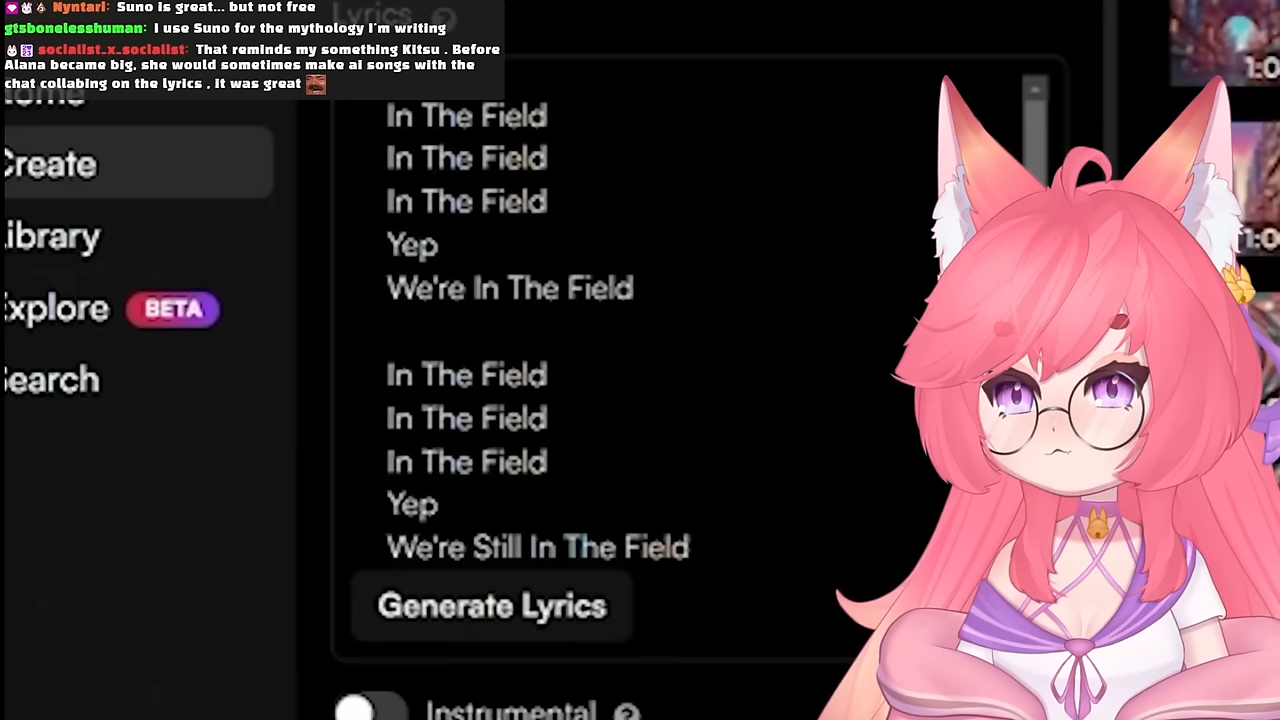 Nyntari: Suno is great... but not free
gtsbonelesshuman: I use Suno for the mythology I'm writing
socialist_x_socialist: That reminds my something Kitsu . Before
Alana became big, she would sometimes make ai songs with the
chat collabing on the lyrics , it was great
Lyrics
Home
Create
Library
Explore BETA
Search
In The Field
In The Field
In The Field
Yep
We're In The Field
In The Field
In The Field
In The Field
Yep
We're Still In The Field
Generate Lyrics
Instrumental